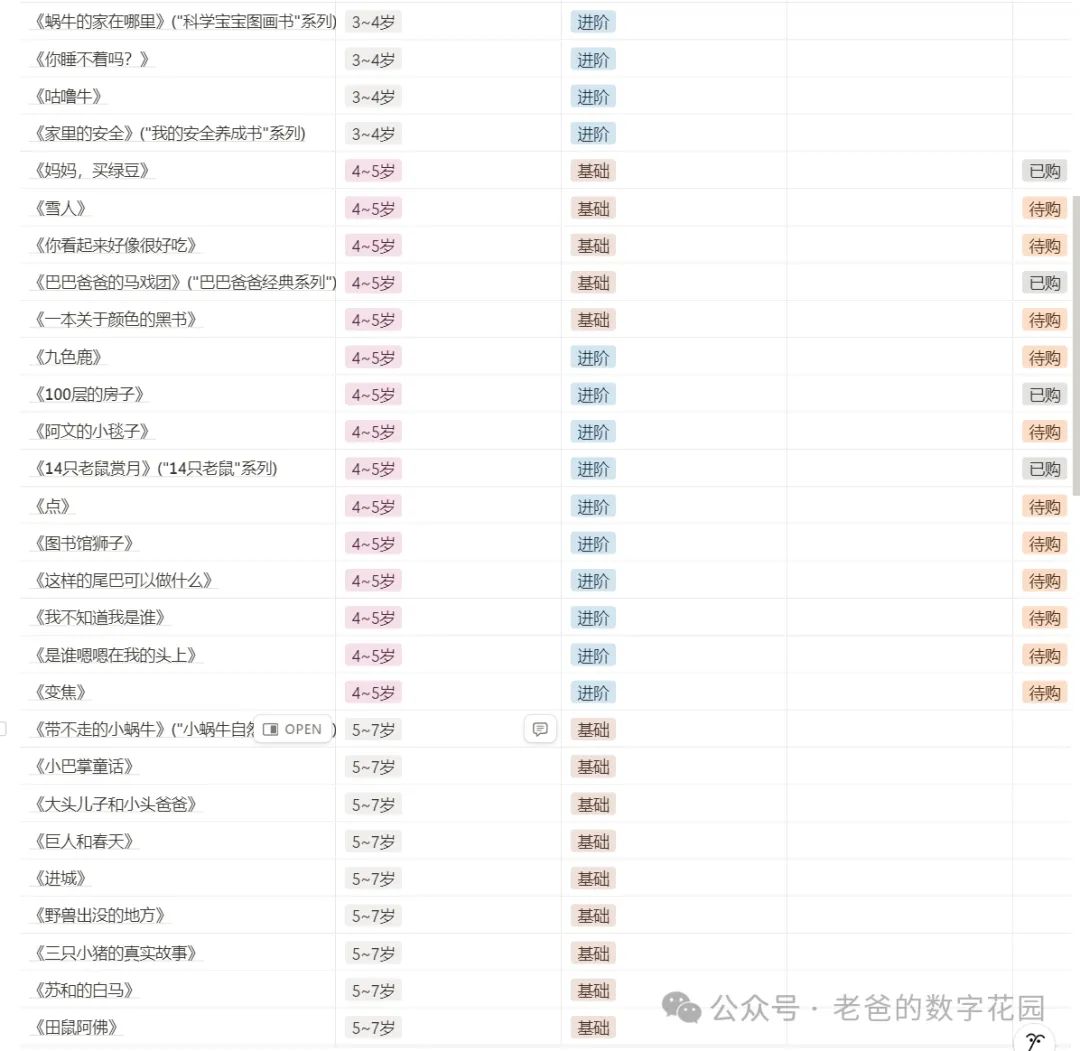 《蜗牛的家在哪里》("科学宝宝图画书"系列) 3~4岁 进阶
《你睡不着吗？》 3~4岁 进阶
《咕噜牛》 3~4岁 进阶
《家里的安全》("我的安全养成书"系列) 3~4岁 进阶
《妈妈，买绿豆》 4~5岁 基础 已购
《雪人》 4~5岁 基础 待购
《你看起来好像很好吃》 4~5岁 基础 待购
《巴巴爸爸的马戏团》("巴巴爸爸经典系列") 4~5岁 基础 已购
《一本关于颜色的黑书》 4~5岁 基础 待购
《九色鹿》 4~5岁 进阶 待购
《100层的房子》 4~5岁 进阶 已购
《阿文的小毯子》 4~5岁 进阶 待购
《14只老鼠赏月》("14只老鼠"系列) 4~5岁 进阶 已购
《点》 4~5岁 进阶 待购
《图书馆狮子》 4~5岁 进阶 待购
《这样的尾巴可以做什么》 4~5岁 进阶 待购
《我不知道我是谁》 4~5岁 进阶 待购
《是谁嗯嗯在我的头上》 4~5岁 进阶 待购
《变焦》 4~5岁 进阶 待购
《带不走的小蜗牛》("小蜗牛自然 OPEN ) 5~7岁 基础
《小巴掌童话》 5~7岁 基础
《大头儿子和小头爸爸》 5~7岁 基础
《巨人和春天》 5~7岁 基础
《进城》 5~7岁 基础
《野兽出没的地方》 5~7岁 基础
《三只小猪的真实故事》 5~7岁 基础
《苏和的白马》 5~7岁 基础
公众号 · 老爸的数字花园
《田鼠阿佛》 5~7岁 基础